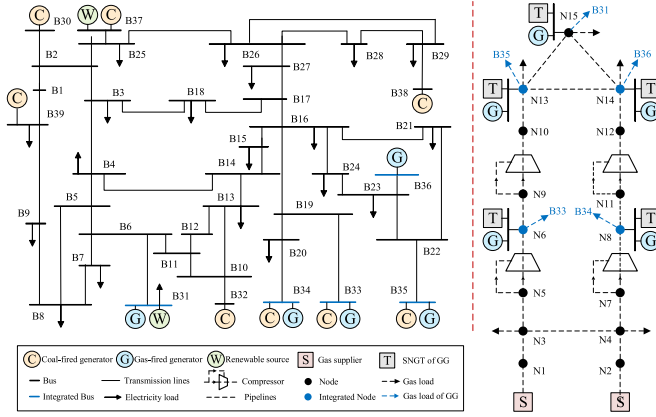 C W C
B30 B37
B2 B25 B26 B28 B29
B27
C B1 B38 C
B39 B3 B18 B17
B16 B21
B15
B4 B14 B24 G
B23 B36
B5 B13
B6 B12 B19
B9
B11 B10 B20 B22
B7
B8 B31 B32 B34 B33 B35
G W C C G C G C G
N15 B31
T
G
B35 B36
T N13 N14 T
G G
N10 N12
N9 N11
T B33 B34 T
G N6 N8 G
N5 N7
N3 N4
N1 N2
S S
C Coal-fired generator G Gas-fired generator W Renewable source S Gas supplier T SNGT of GG
Bus Transmission lines Compressor Node Gas load
Integrated Bus Electricity load Pipelines Integrated Node Gas load of GG